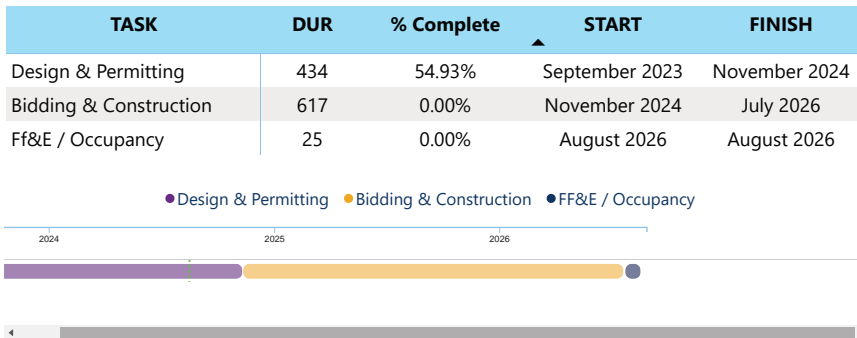 TASK DUR % Complete START FINISH
Design & Permitting 434 54.93% September 2023 November 2024
Bidding & Construction 617 0.00% November 2024 July 2026
Ff&E / Occupancy 25 0.00% August 2026 August 2026
Design & Permitting Bidding & Construction FF&E / Occupancy
2024 2025 2026